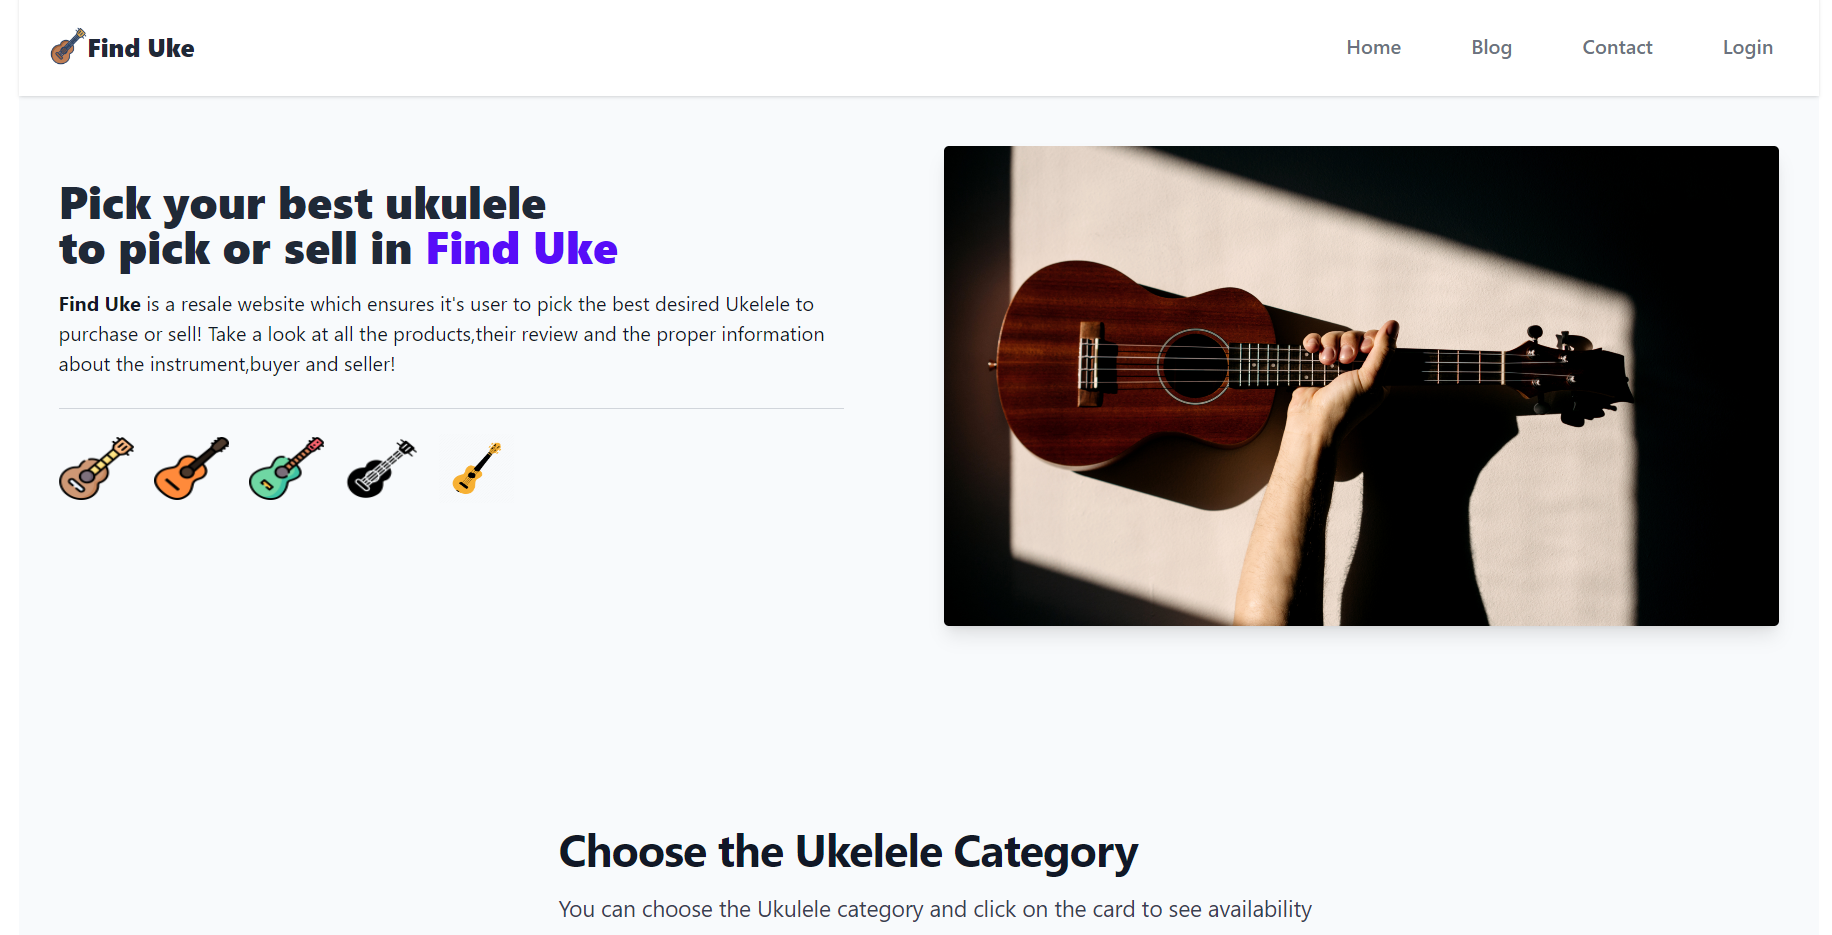 Find Uke
Home
Blog
Contact
Login
Pick your best ukulele
to pick or sell in Find Uke
Find Uke is a resale website which ensures it's user to pick the best desired Ukelele to
purchase or sell! Take a look at all the products,their review and the proper information
about the instrument,buyer and seller!
Choose the Ukelele Category
You can choose the Ukulele category and click on the card to see availability